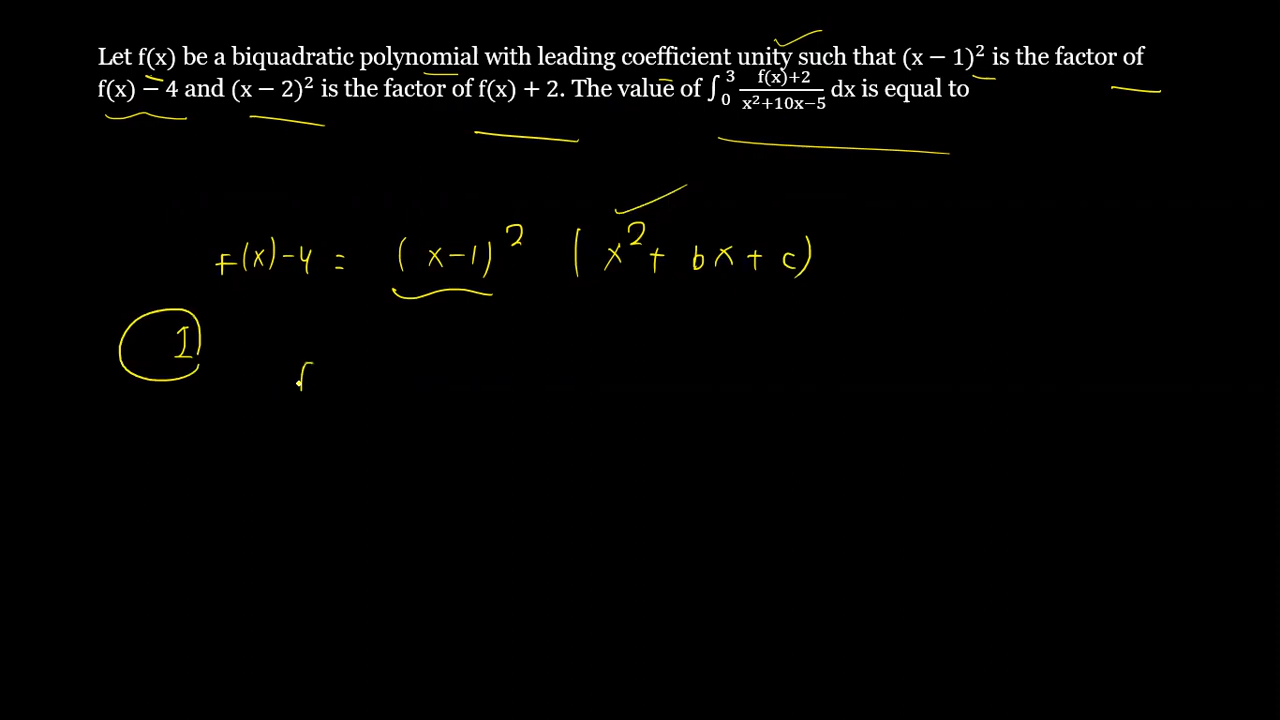 Let f(x) be a biquadratic polynomial with leading coefficient unity such that (x − 1)² is the factor of
f(x) − 4 and (x − 2)² is the factor of f(x) + 2. The value of ∫₀³ (f(x)+2)/(x²+10x−5) dx is equal to
f(x)-4 = (x-1)² (x² + bx + c)
1
f